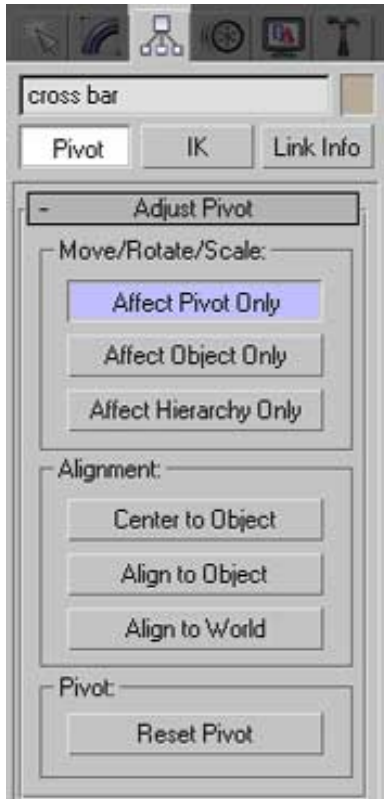 cross bar
Pivot IK Link Info
- Adjust Pivot
Move/Rotate/Scale:
Affect Pivot Only
Affect Object Only
Affect Hierarchy Only
Alignment:
Center to Object
Align to Object
Align to World
Pivot:
Reset Pivot